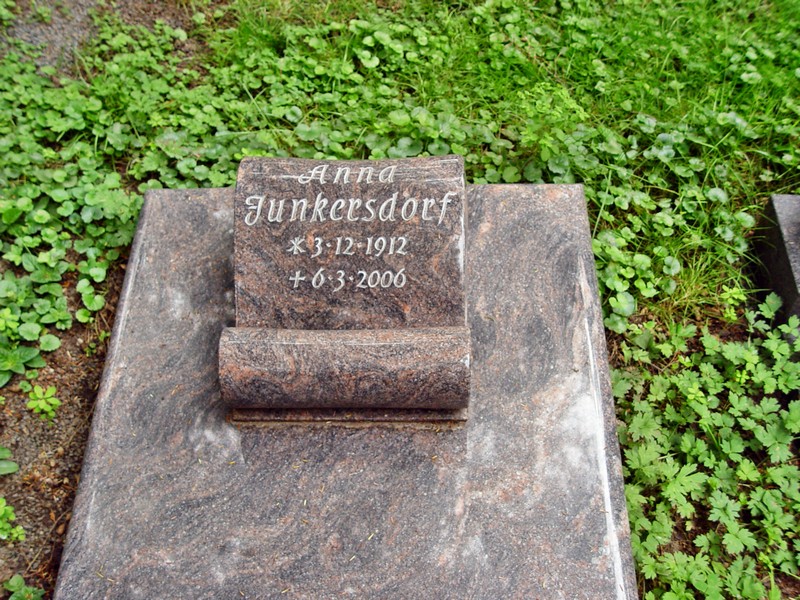 Anna
Junkersdorf
* 3·12·1912
+ 6·3·2006